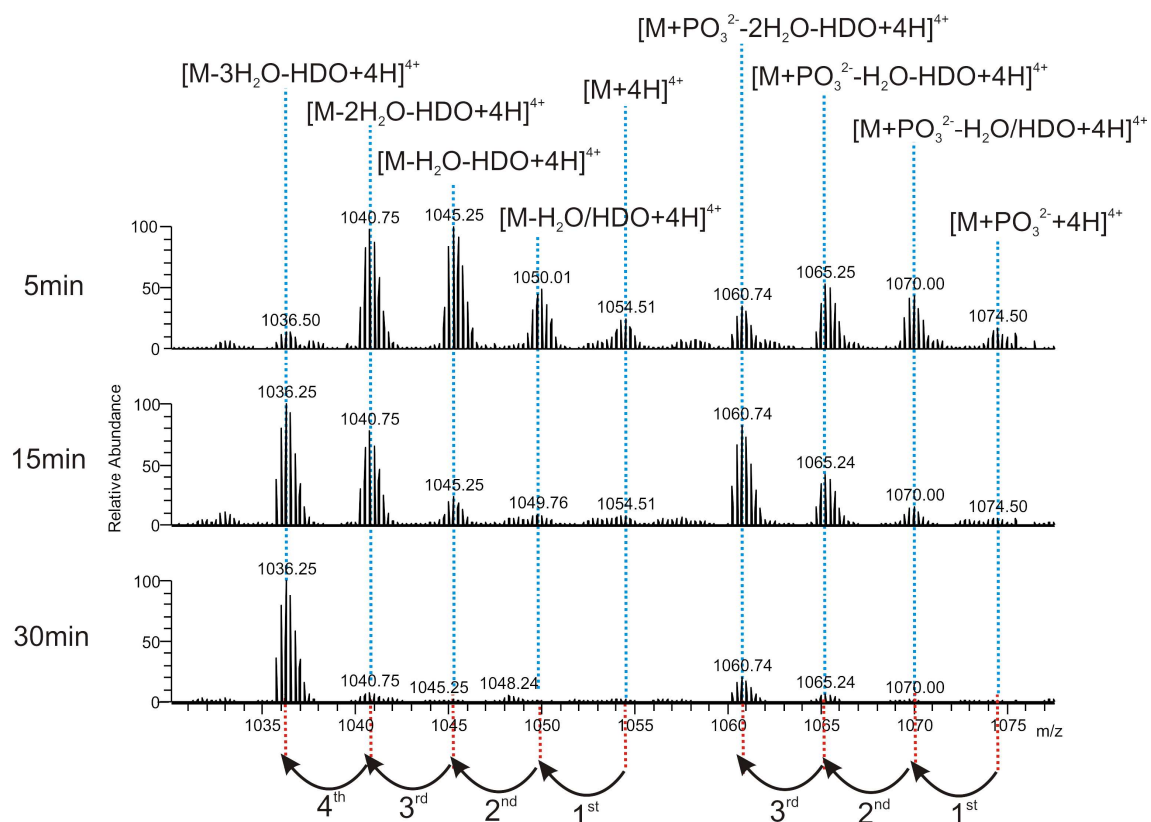 [M+PO₃²⁻-2H₂O-HDO+4H]⁴⁺
[M-3H₂O-HDO+4H]⁴⁺
[M+4H]⁴⁺
[M+PO₃²⁻-H₂O-HDO+4H]⁴⁺
[M-2H₂O-HDO+4H]⁴⁺
[M+PO₃²⁻-H₂O/HDO+4H]⁴⁺
[M-H₂O-HDO+4H]⁴⁺
[M-H₂O/HDO+4H]⁴⁺
[M+PO₃²⁻+4H]⁴⁺
5min
100
50
0
1036.50
1040.75
1045.25
1050.01
1054.51
1060.74
1065.25
1070.00
1074.50
15min
Relative Abundance
100
50
0
1036.25
1040.75
1045.25
1049.76
1054.51
1060.74
1065.24
1070.00
1074.50
30min
100
50
0
1036.25
1040.75
1045.25
1048.24
1060.74
1065.24
1070.00
1035 1040 1045 1050 1055 1060 1065 1070 1075 m/z
4th 3rd 2nd 1st 3rd 2nd 1st